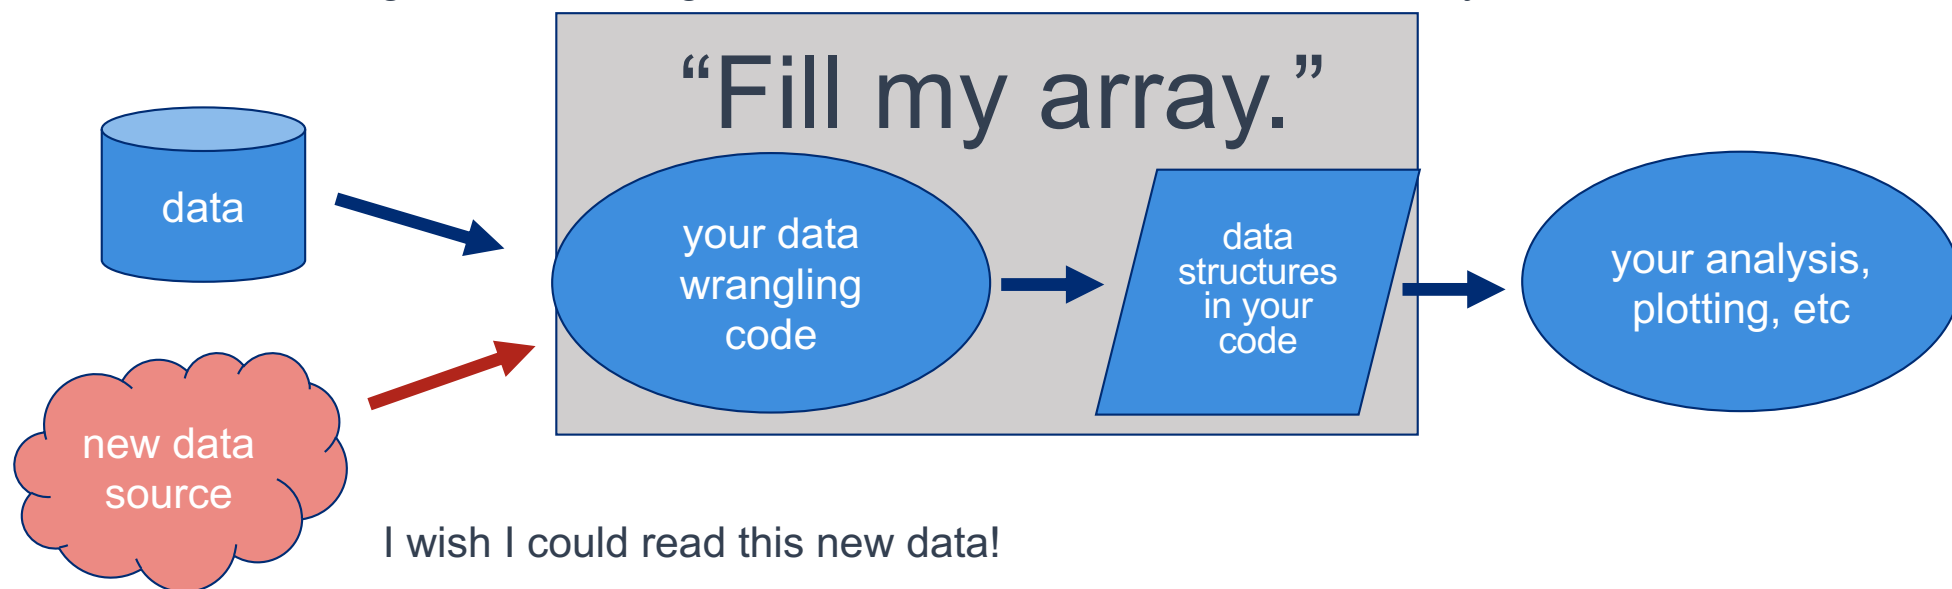 “Fill my array.”
data
your data
wrangling
code
data
structures
in your
code
your analysis,
plotting, etc
new data
source
I wish I could read this new data!